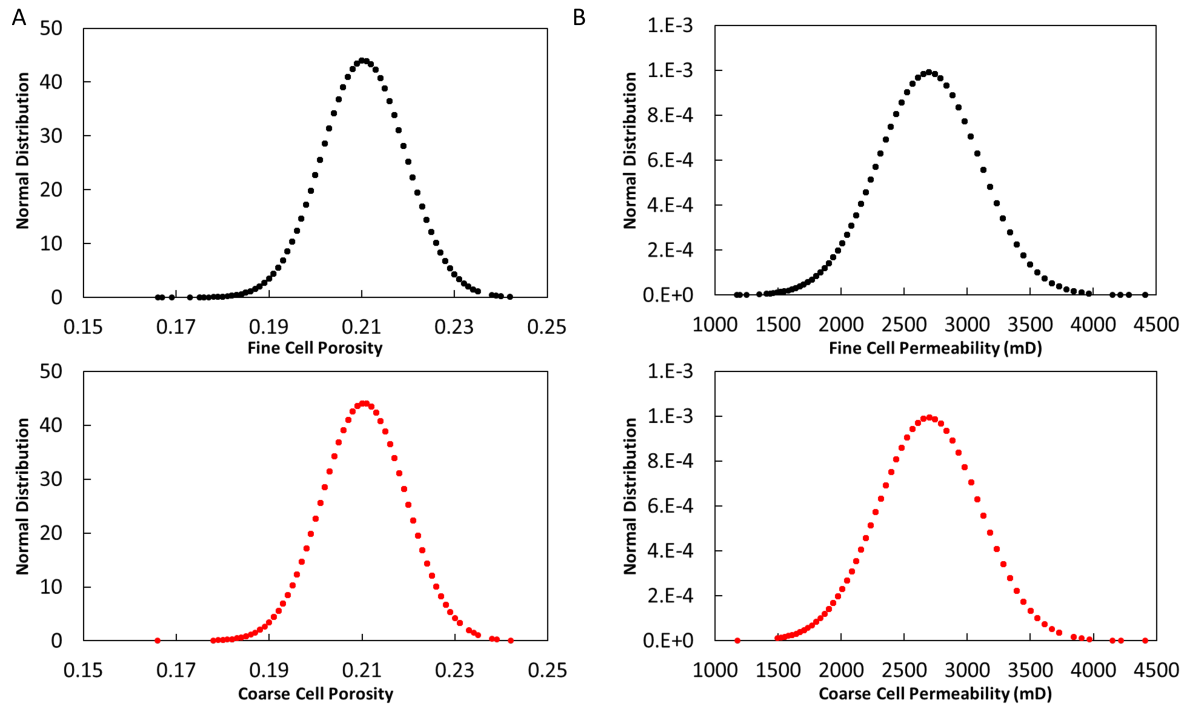 A
50
40
30
20
10
0
Normal Distribution
0.15 0.17 0.19 0.21 0.23 0.25
Fine Cell Porosity
B
1.E-3
1.E-3
8.E-4
6.E-4
4.E-4
2.E-4
0.E+0
Normal Distribution
1000 1500 2000 2500 3000 3500 4000 4500
Fine Cell Permeability (mD)
50
40
30
20
10
0
Normal Distribution
0.15 0.17 0.19 0.21 0.23 0.25
Coarse Cell Porosity
1.E-3
1.E-3
8.E-4
6.E-4
4.E-4
2.E-4
0.E+0
Normal Distribution
1000 1500 2000 2500 3000 3500 4000 4500
Coarse Cell Permeability (mD)